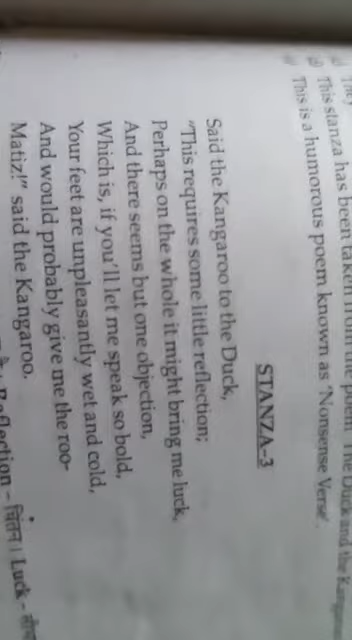 This stanza has been taken from the poem 'The Duck and the
This is a humorous poem known as 'Nonsense Verse'.
STANZA-3
Said the Kangaroo to the Duck,
"This requires some little reflection;
Perhaps on the whole it might bring me luck,
And there seems but one objection,
Which is, if you'll let me speak so bold,
Your feet are unpleasantly wet and cold,
And would probably give me the roo-
Matiz!" said the Kangaroo.
Reflection – चिंतन। Luck –